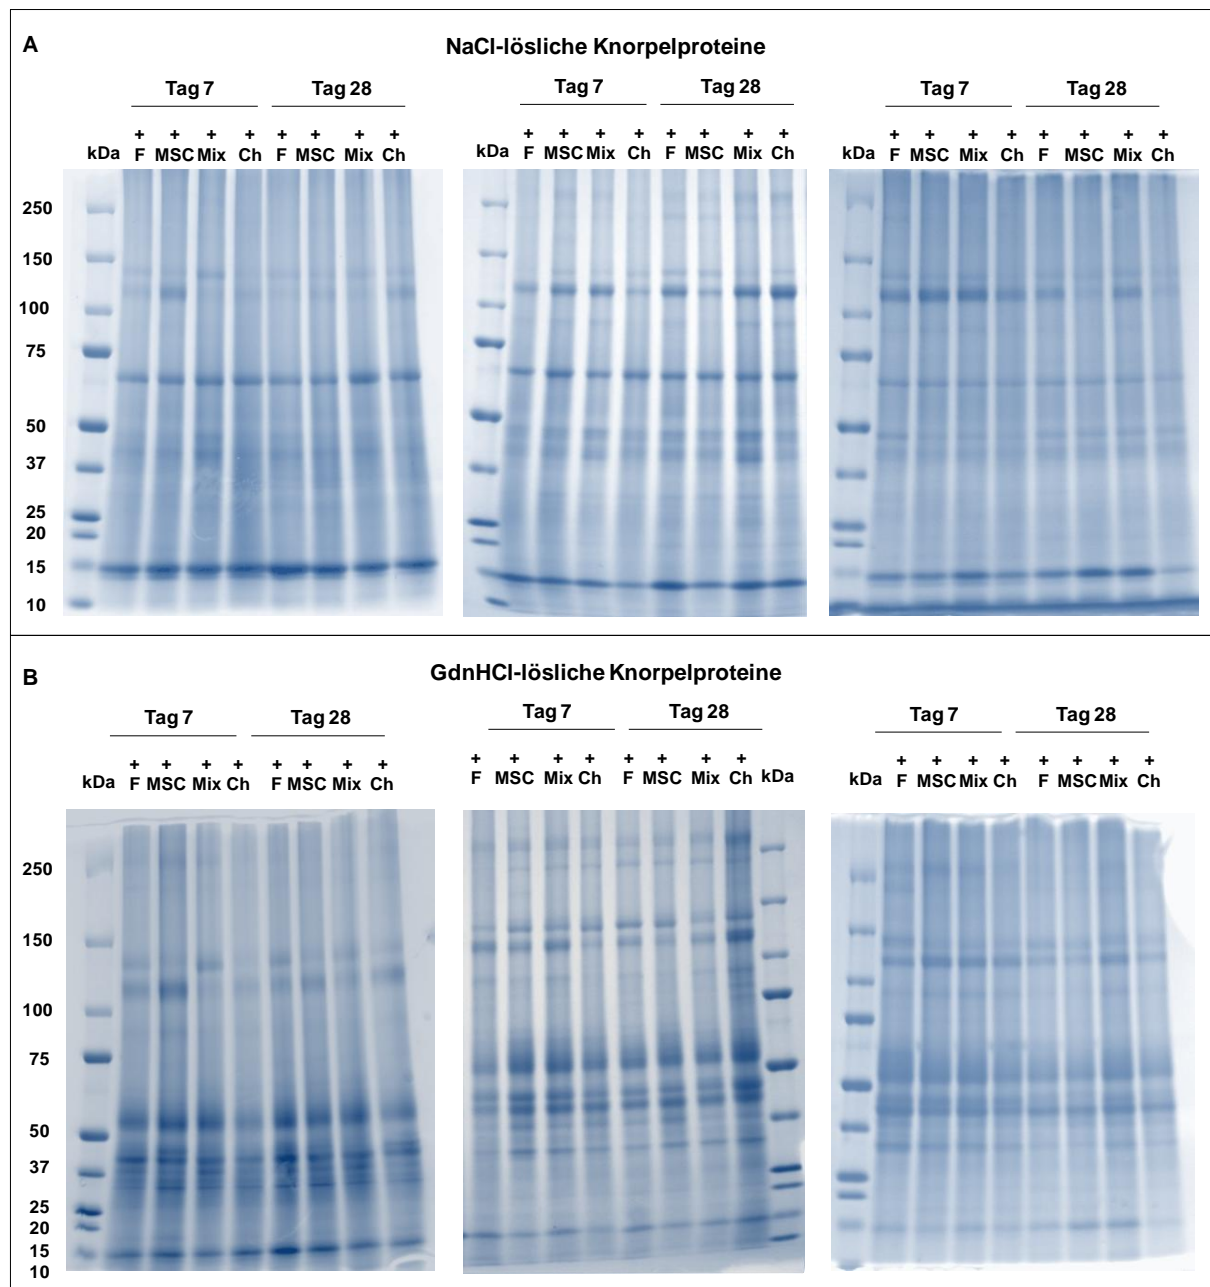 A
NaCl-lösliche Knorpelproteine
Tag 7 Tag 28 Tag 7 Tag 28 Tag 7 Tag 28
+ + + + + + + + + + + + + + + + + + + + + + + +
kDa F MSC Mix Ch F MSC Mix Ch kDa F MSC Mix Ch F MSC Mix Ch kDa F MSC Mix Ch F MSC Mix Ch
250
150
100
75
50
37
25
20
15
10
B
GdnHCl-lösliche Knorpelproteine
Tag 7 Tag 28 Tag 7 Tag 28 Tag 7 Tag 28
+ + + + + + + + + + + + + + + + + + + + + + + +
kDa F MSC Mix Ch F MSC Mix Ch F MSC Mix Ch F MSC Mix Ch kDa kDa F MSC Mix Ch F MSC Mix Ch
250
150
100
75
50
37
25
20
15
10